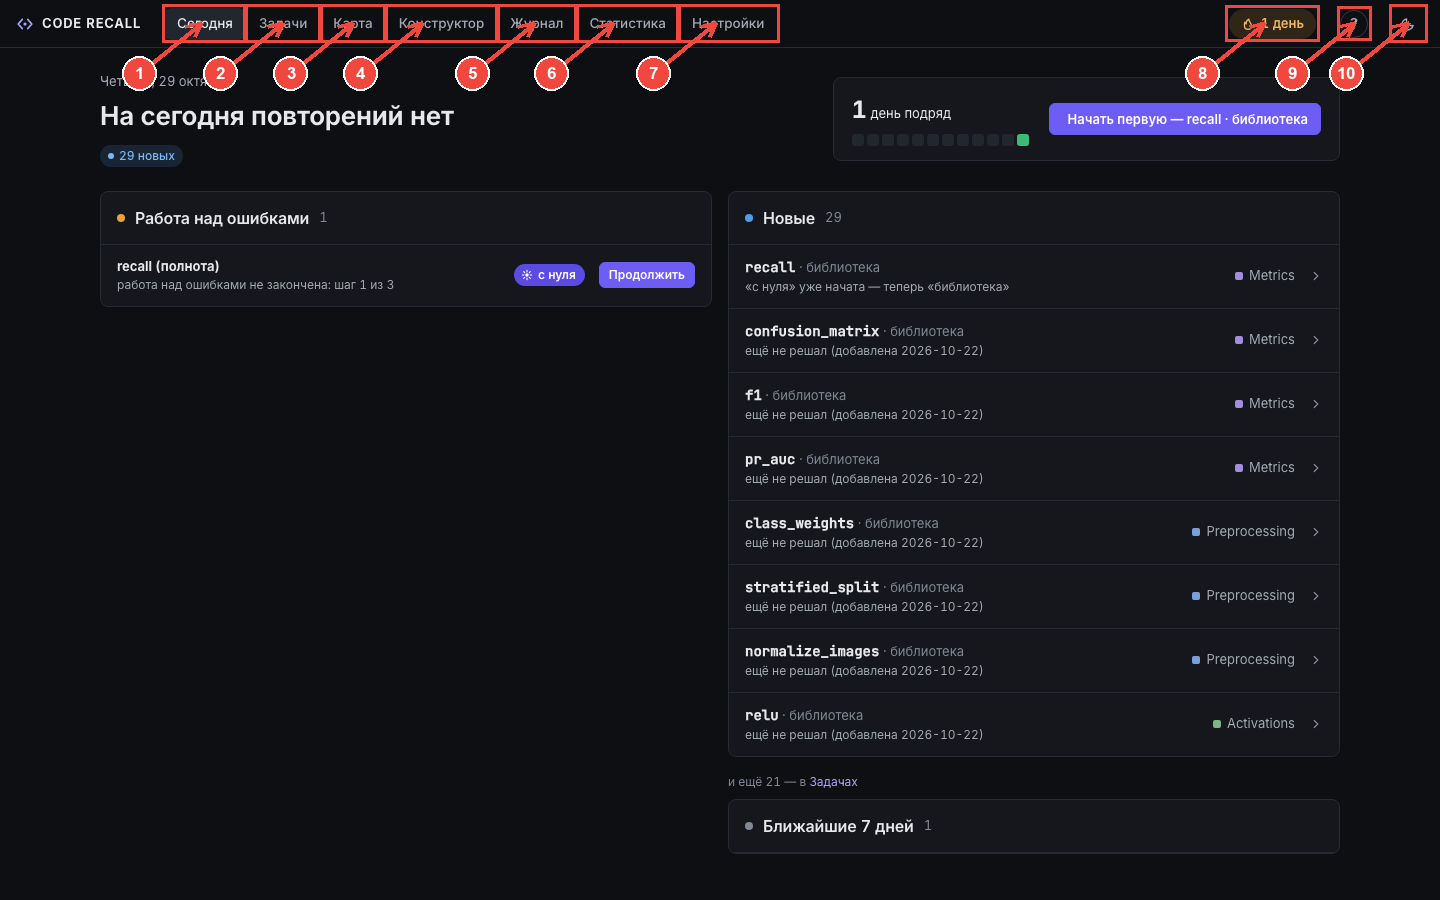 CODE RECALL
Сегодня
Задачи
Карта
Конструктор
Журнал
Статистика
Настройки
1 день
?
1
2
3
4
5
6
7
8
9
10
29
На сегодня повторений нет
29 новых
1 день подряд
Начать первую — recall · библиотека
Работа над ошибками 1
recall (полнота)
работа над ошибками не закончена: шаг 1 из 3
с нуля
Продолжить
Новые 29
recall · библиотека
«с нуля» уже начата — теперь «библиотека»
Metrics
confusion_matrix · библиотека
ещё не решал (добавлена 2026-10-22)
Metrics
f1 · библиотека
ещё не решал (добавлена 2026-10-22)
Metrics
pr_auc · библиотека
ещё не решал (добавлена 2026-10-22)
Metrics
class_weights · библиотека
ещё не решал (добавлена 2026-10-22)
Preprocessing
stratified_split · библиотека
ещё не решал (добавлена 2026-10-22)
Preprocessing
normalize_images · библиотека
ещё не решал (добавлена 2026-10-22)
Preprocessing
relu · библиотека
ещё не решал (добавлена 2026-10-22)
Activations
и ещё 21 — в Задачах
Ближайшие 7 дней 1